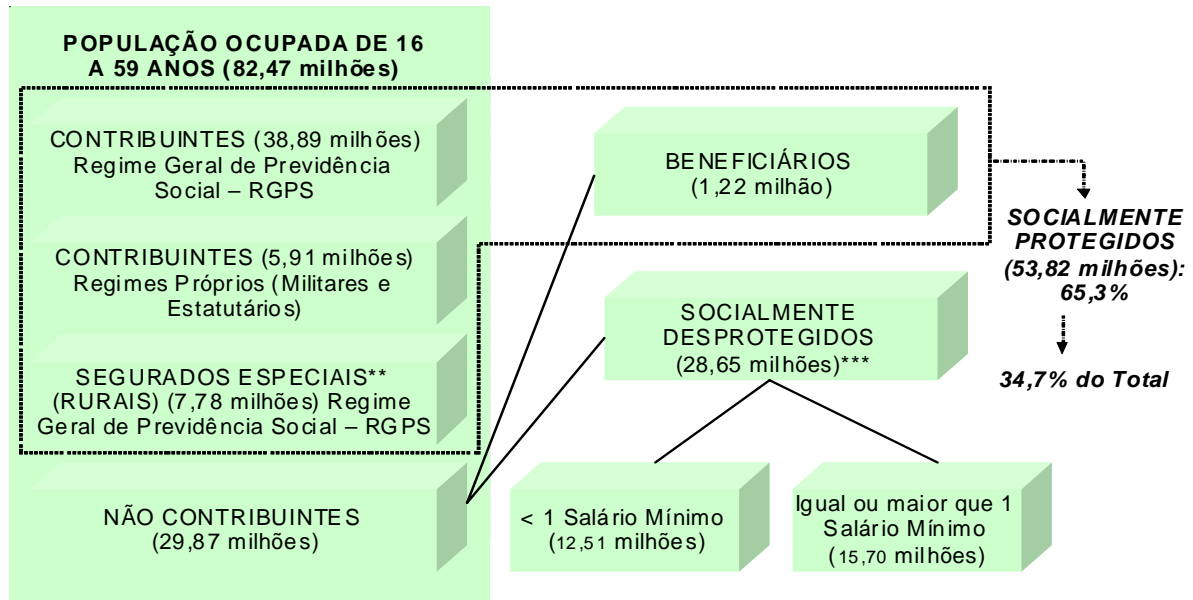 POPULAÇÃO OCUPADA DE 16
A 59 ANOS (82,47 milhões)
CONTRIBUINTES (38,89 milhões)
Regime Geral de Previdência
Social – RGPS
CONTRIBUINTES (5,91 milhões)
Regimes Próprios (Militares e
Estatutários)
SEGURADOS ESPECIAIS**
(RURAIS) (7,78 milhões) Regime
Geral de Previdência Social – RGPS
NÃO CONTRIBUINTES
(29,87 milhões)
BENEFICIÁRIOS
(1,22 milhão)
SOCIALMENTE
DESPROTEGIDOS
(28,65 milhões)***
< 1 Salário Mínimo
(12,51 milhões)
Igual ou maior que 1
Salário Mínimo
(15,70 milhões)
SOCIALMENTE
PROTEGIDOS
(53,82 milhões):
65,3%
34,7% do Total